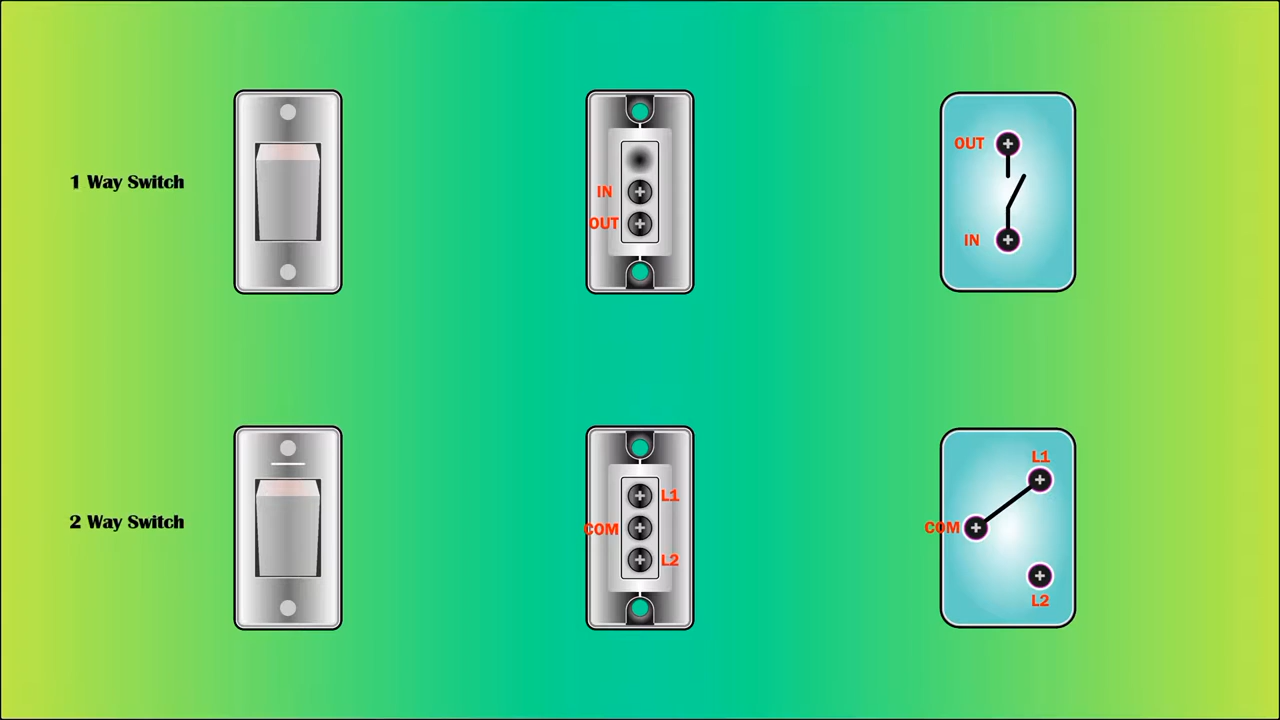 1 Way Switch
IN
OUT
OUT
IN
2 Way Switch
L1
COM
L2
L1
COM
L2